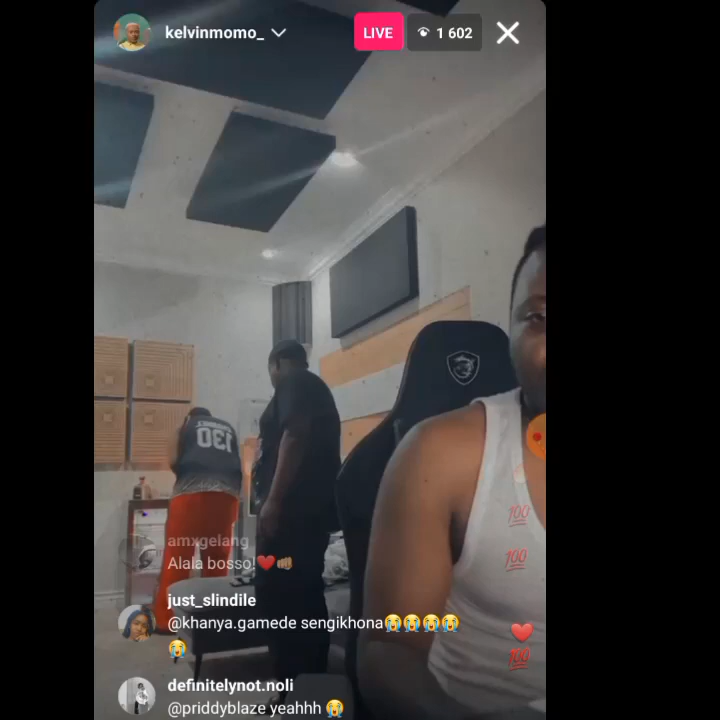 kelvinmomo_
LIVE
1 602
130
amxgelang
Alala bosso!❤️👊🏼
just_slindile
@khanya.gamede sengikhona😭😭😭😭
😭
definitelynot.noli
@priddyblaze yeahhh 😭
💯
💯
💯